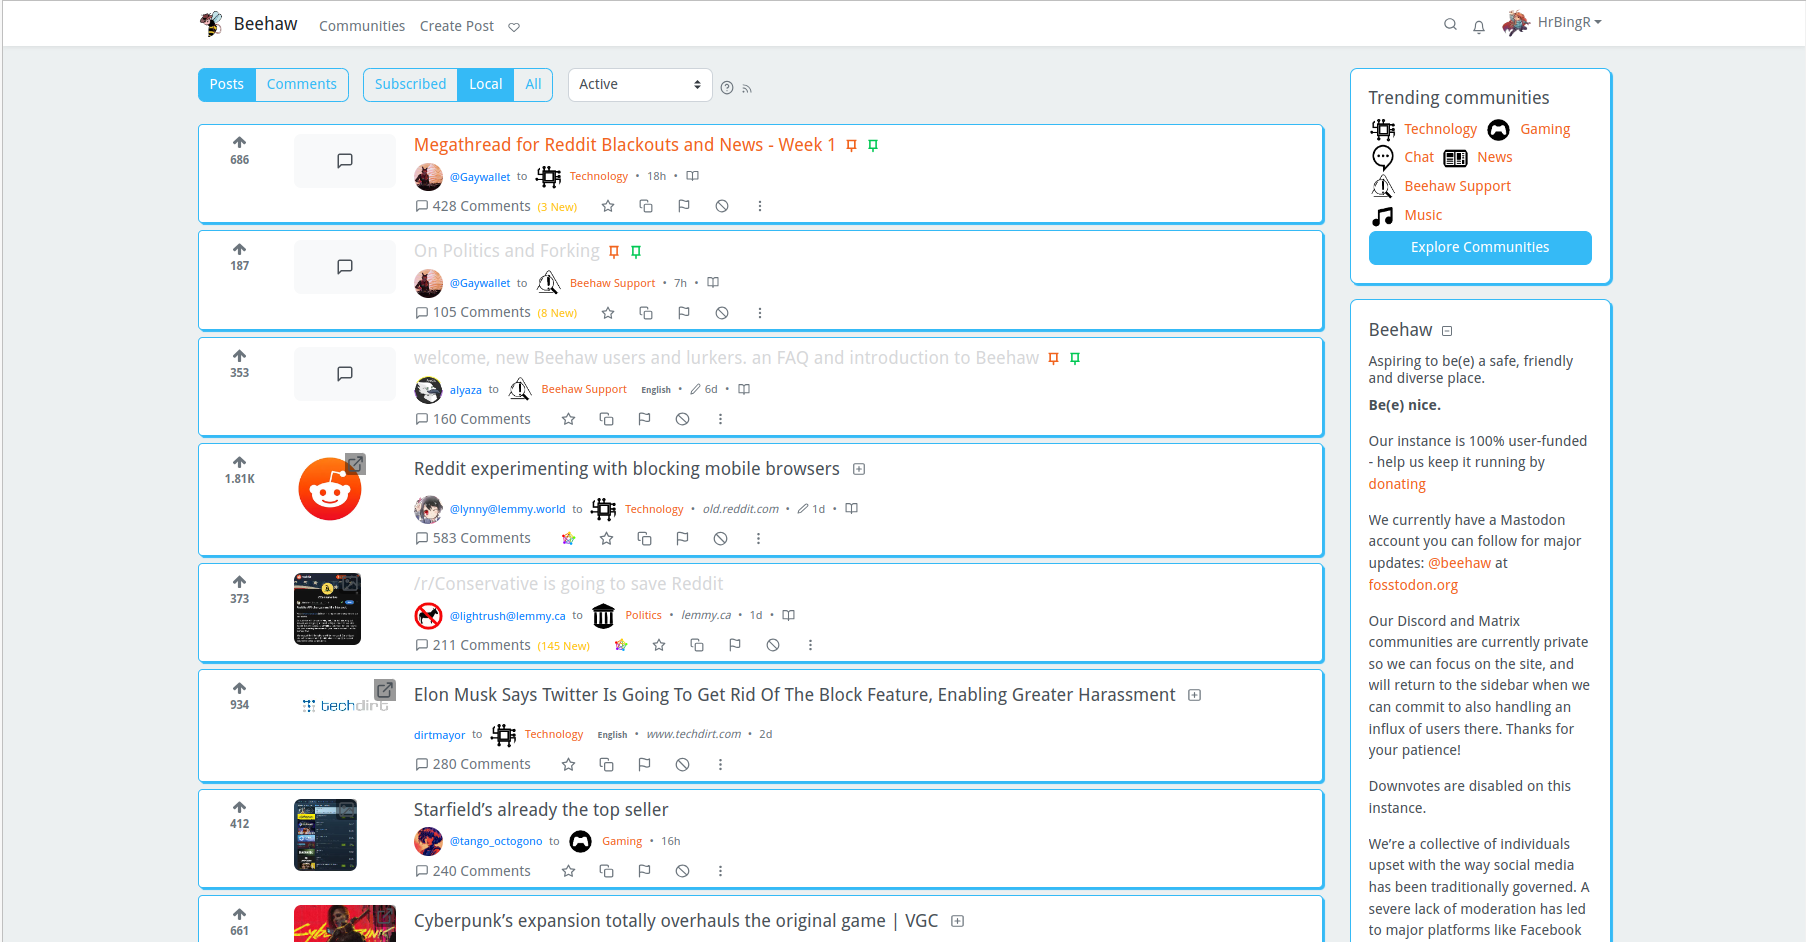 Beehaw Communities Create Post HrBingR
Posts Comments Subscribed Local All Active
686
Megathread for Reddit Blackouts and News - Week 1
@Gaywallet to Technology • 18h •
428 Comments (3 New)
187
On Politics and Forking
@Gaywallet to Beehaw Support • 7h •
105 Comments (8 New)
353
welcome, new Beehaw users and lurkers. an FAQ and introduction to Beehaw
alyaza to Beehaw Support English • 6d •
160 Comments
1.81K
Reddit experimenting with blocking mobile browsers
@lynny@lemmy.world to Technology • old.reddit.com • 1d •
583 Comments
373
/r/Conservative is going to save Reddit
@lightrush@lemmy.ca to Politics • lemmy.ca • 1d •
211 Comments (145 New)
934
techdirt
Elon Musk Says Twitter Is Going To Get Rid Of The Block Feature, Enabling Greater Harassment
dirtmayor to Technology English • www.techdirt.com • 2d
280 Comments
412
Starfield’s already the top seller
@tango_octogono to Gaming • 16h
240 Comments
661
Cyberpunk’s expansion totally overhauls the original game | VGC
Trending communities
Technology Gaming
Chat News
Beehaw Support
Music
Explore Communities
Beehaw
Aspiring to be(e) a safe, friendly
and diverse place.
Be(e) nice.
Our instance is 100% user-funded
- help us keep it running by
donating
We currently have a Mastodon
account you can follow for major
updates: @beehaw at
fosstodon.org
Our Discord and Matrix
communities are currently private
so we can focus on the site, and
will return to the sidebar when we
can commit to also handling an
influx of users there. Thanks for
your patience!
Downvotes are disabled on this
instance.
We’re a collective of individuals
upset with the way social media
has been traditionally governed. A
severe lack of moderation has led
to major platforms like Facebook